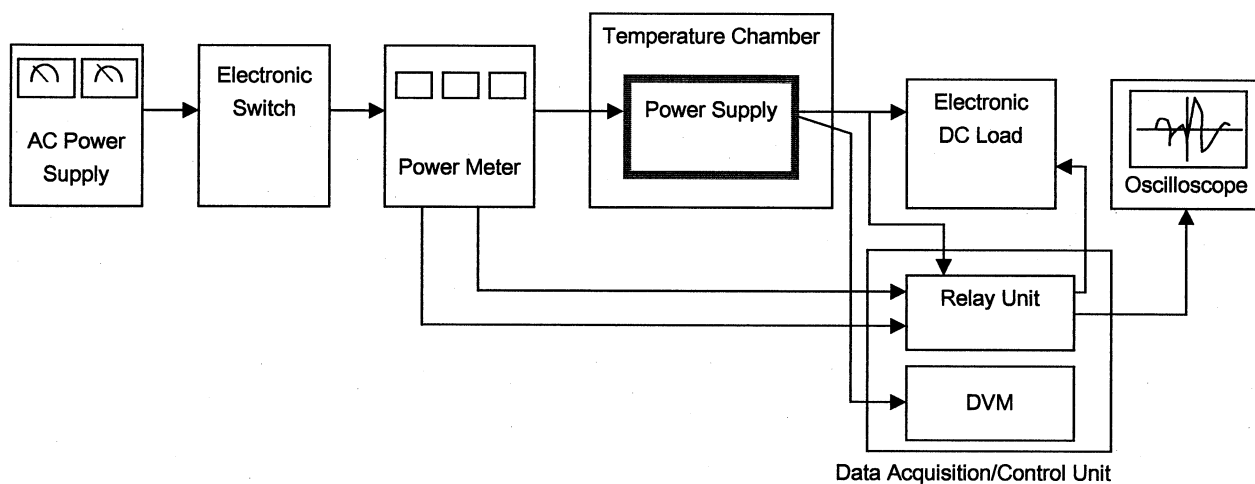 AC Power
Supply
Electronic
Switch
Power Meter
Temperature Chamber
Power Supply
Electronic
DC Load
Oscilloscope
Relay Unit
DVM
Data Acquisition/Control Unit